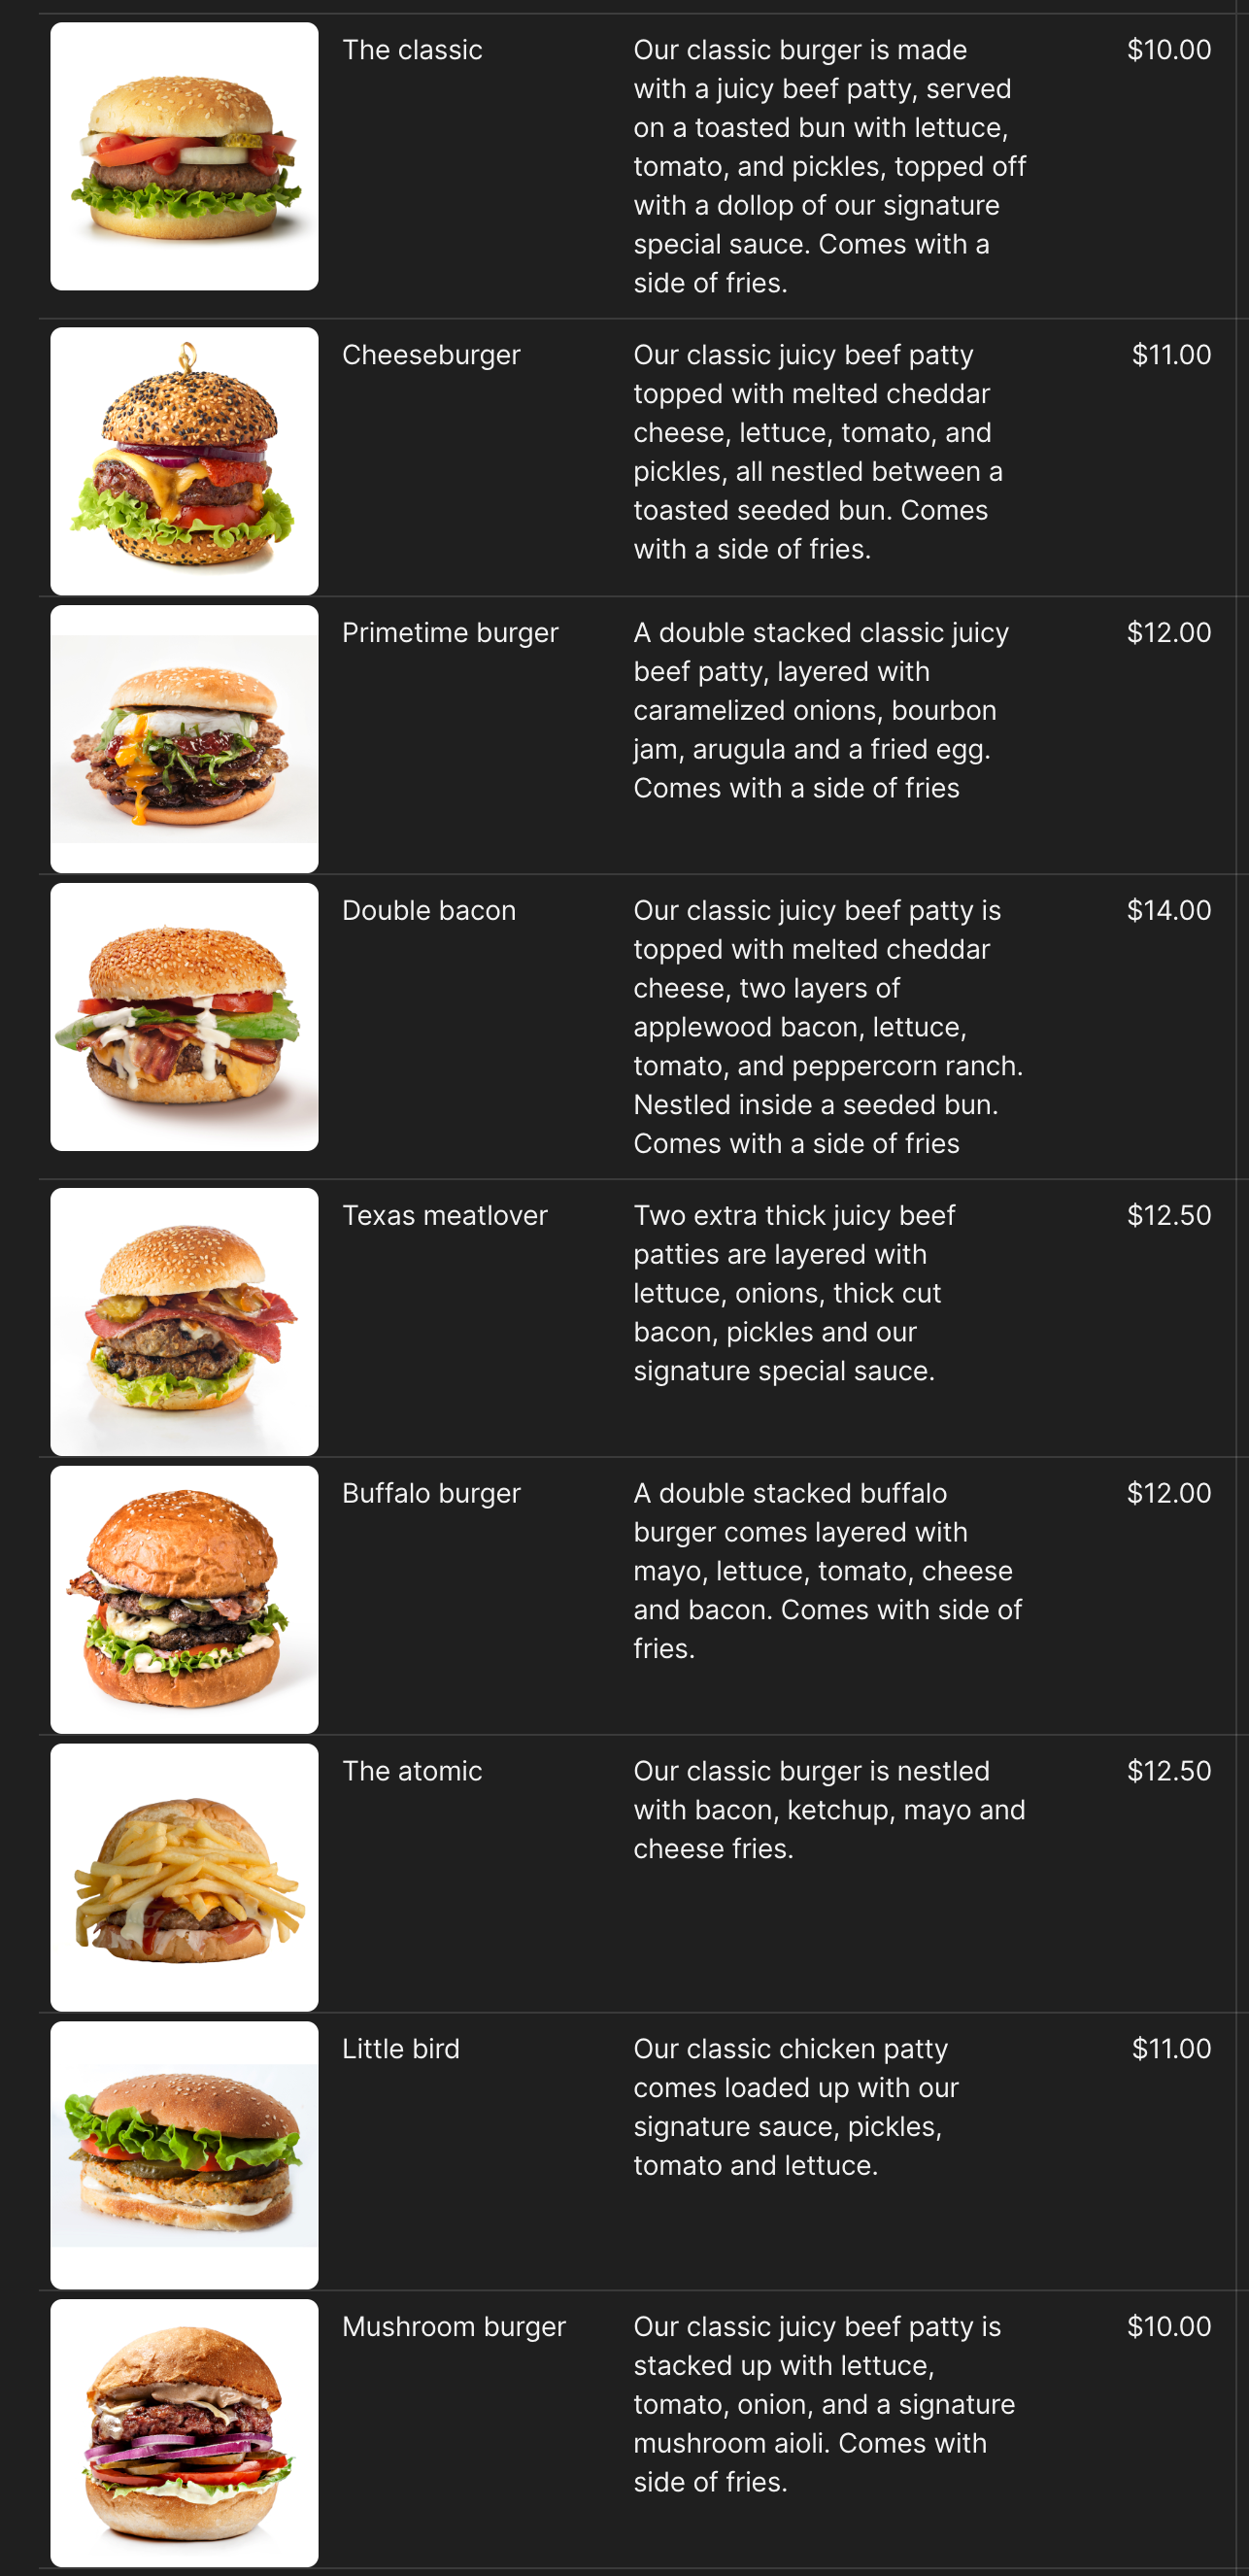 The classic
Our classic burger is made
with a juicy beef patty, served
on a toasted bun with lettuce,
tomato, and pickles, topped off
with a dollop of our signature
special sauce. Comes with a
side of fries.
$10.00
Cheeseburger
Our classic juicy beef patty
topped with melted cheddar
cheese, lettuce, tomato, and
pickles, all nestled between a
toasted seeded bun. Comes
with a side of fries.
$11.00
Primetime burger
A double stacked classic juicy
beef patty, layered with
caramelized onions, bourbon
jam, arugula and a fried egg.
Comes with a side of fries
$12.00
Double bacon
Our classic juicy beef patty is
topped with melted cheddar
cheese, two layers of
applewood bacon, lettuce,
tomato, and peppercorn ranch.
Nestled inside a seeded bun.
Comes with a side of fries
$14.00
Texas meatlover
Two extra thick juicy beef
patties are layered with
lettuce, onions, thick cut
bacon, pickles and our
signature special sauce.
$12.50
Buffalo burger
A double stacked buffalo
burger comes layered with
mayo, lettuce, tomato, cheese
and bacon. Comes with side of
fries.
$12.00
The atomic
Our classic burger is nestled
with bacon, ketchup, mayo and
cheese fries.
$12.50
Little bird
Our classic chicken patty
comes loaded up with our
signature sauce, pickles,
tomato and lettuce.
$11.00
Mushroom burger
Our classic juicy beef patty is
stacked up with lettuce,
tomato, onion, and a signature
mushroom aioli. Comes with
side of fries.
$10.00